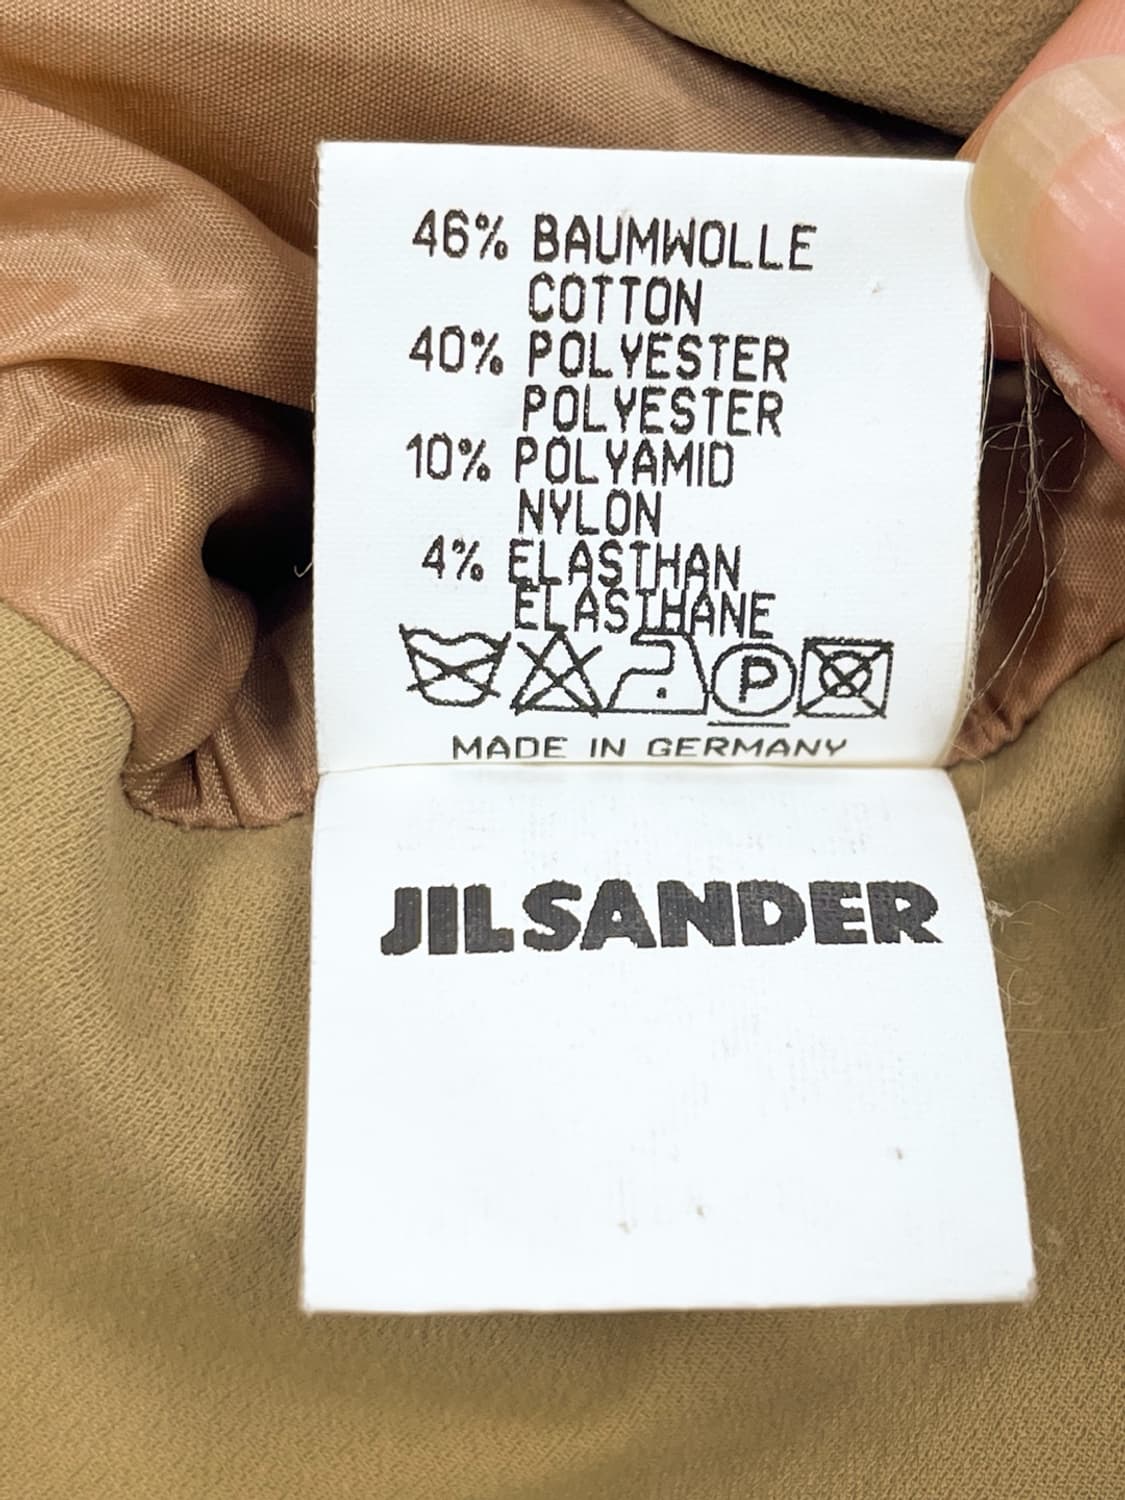 46% BAUMWOLLE
COTTON
40% POLYESTER
POLYESTER
10% POLYAMID
NYLON
4% ELASTHAN
ELASTHANE
P
MADE IN GERMANY
JILSANDER